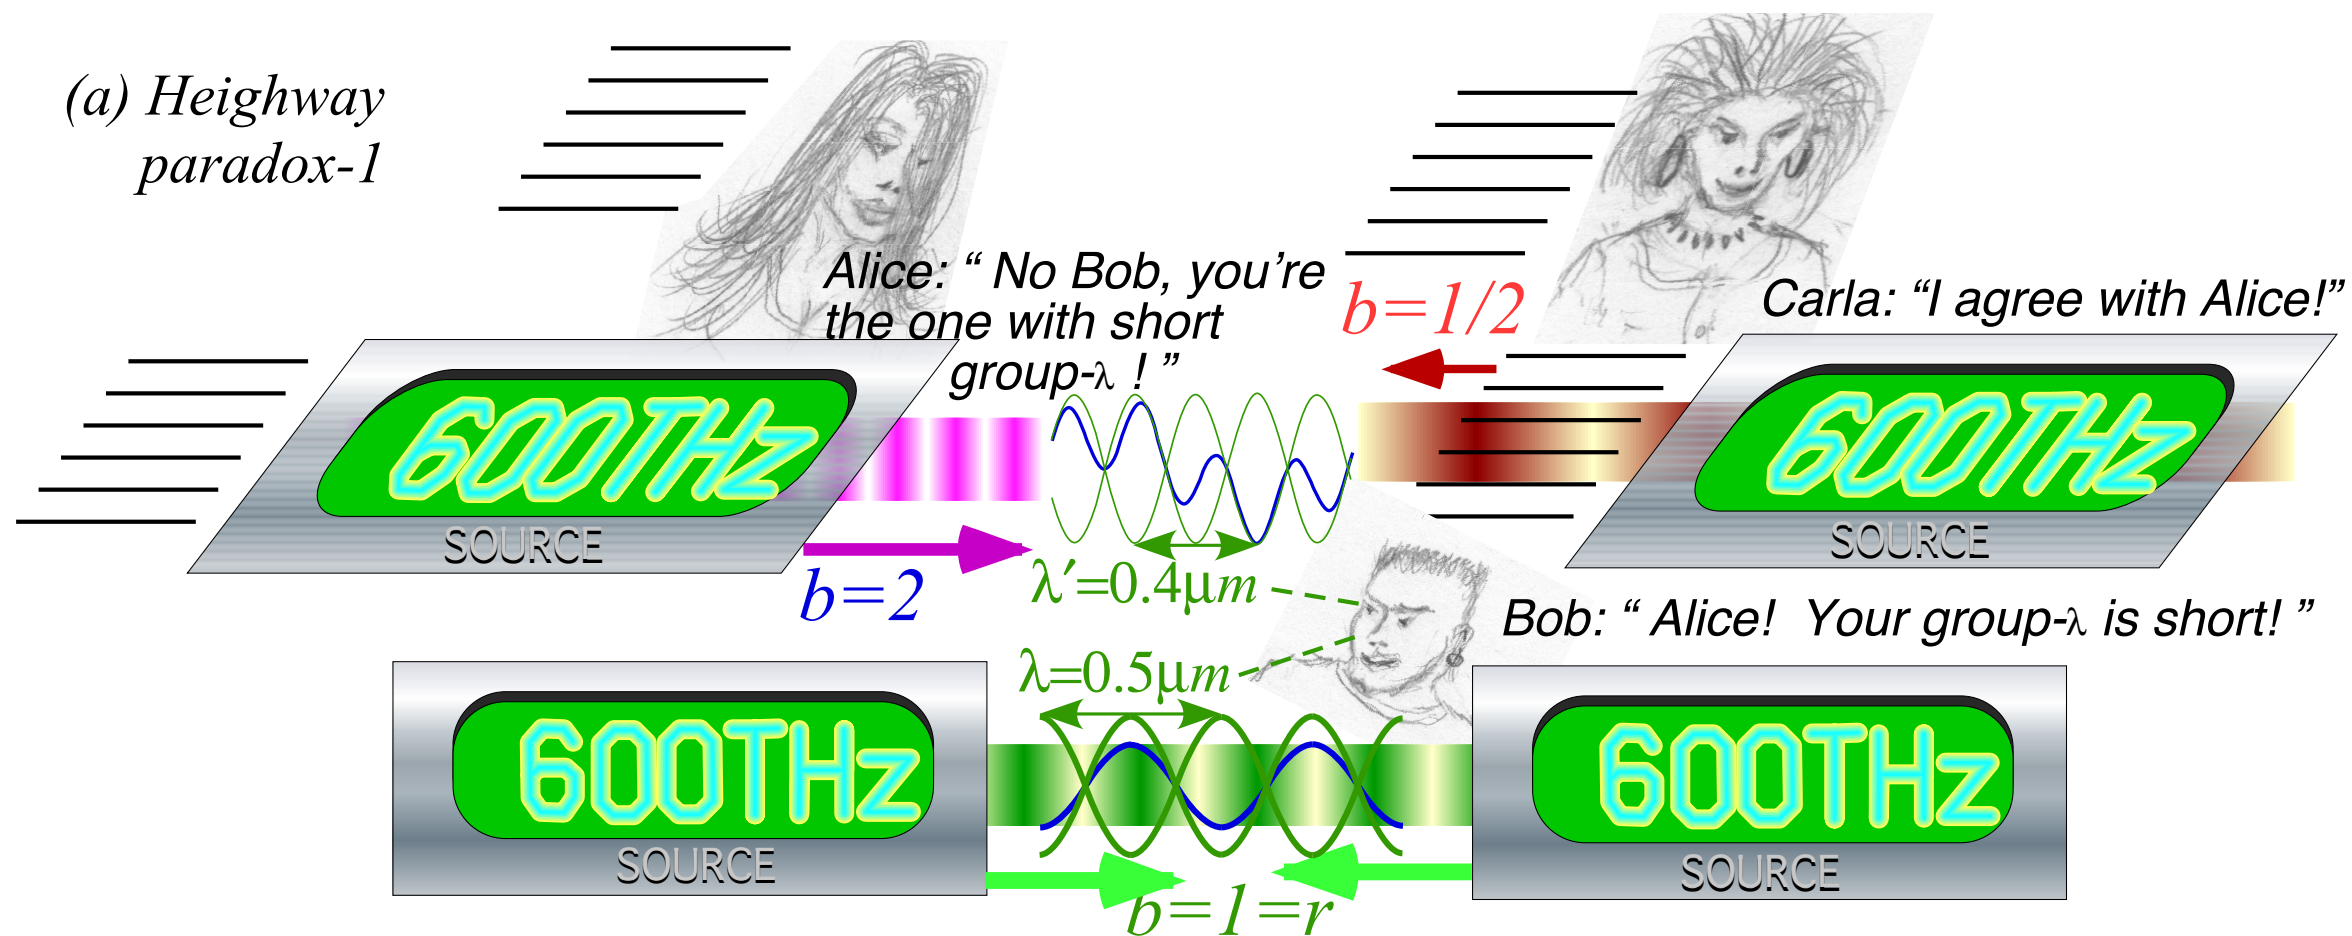 (a) Heighway
paradox-1
Alice: “ No Bob, you’re
the one with short
group-λ ! ”
b=1/2
Carla: “I agree with Alice!”
600THz
SOURCE
600THz
SOURCE
b=2
λ′=0.4μm
Bob: “ Alice!  Your group-λ is short! ”
λ=0.5μm
600THz
SOURCE
600THz
SOURCE
b=1=r